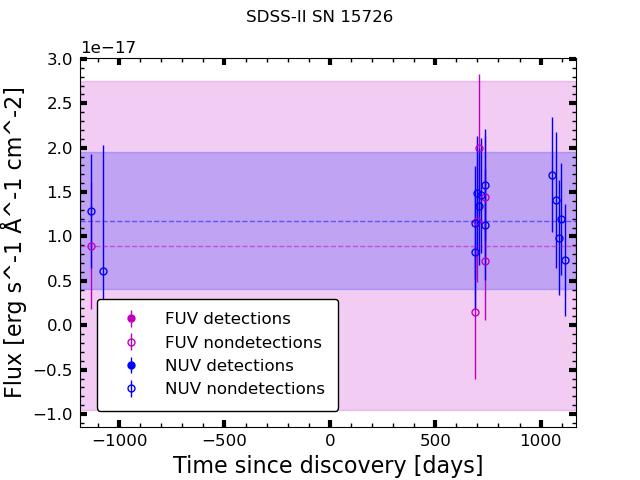 SDSS-II SN 15726
1e−17
3.0
2.5
2.0
1.5
1.0
0.5
0.0
−0.5
−1.0
Flux [erg s^-1 Å^-1 cm^-2]
FUV detections
FUV nondetections
NUV detections
NUV nondetections
−1000 −500 0 500 1000
Time since discovery [days]